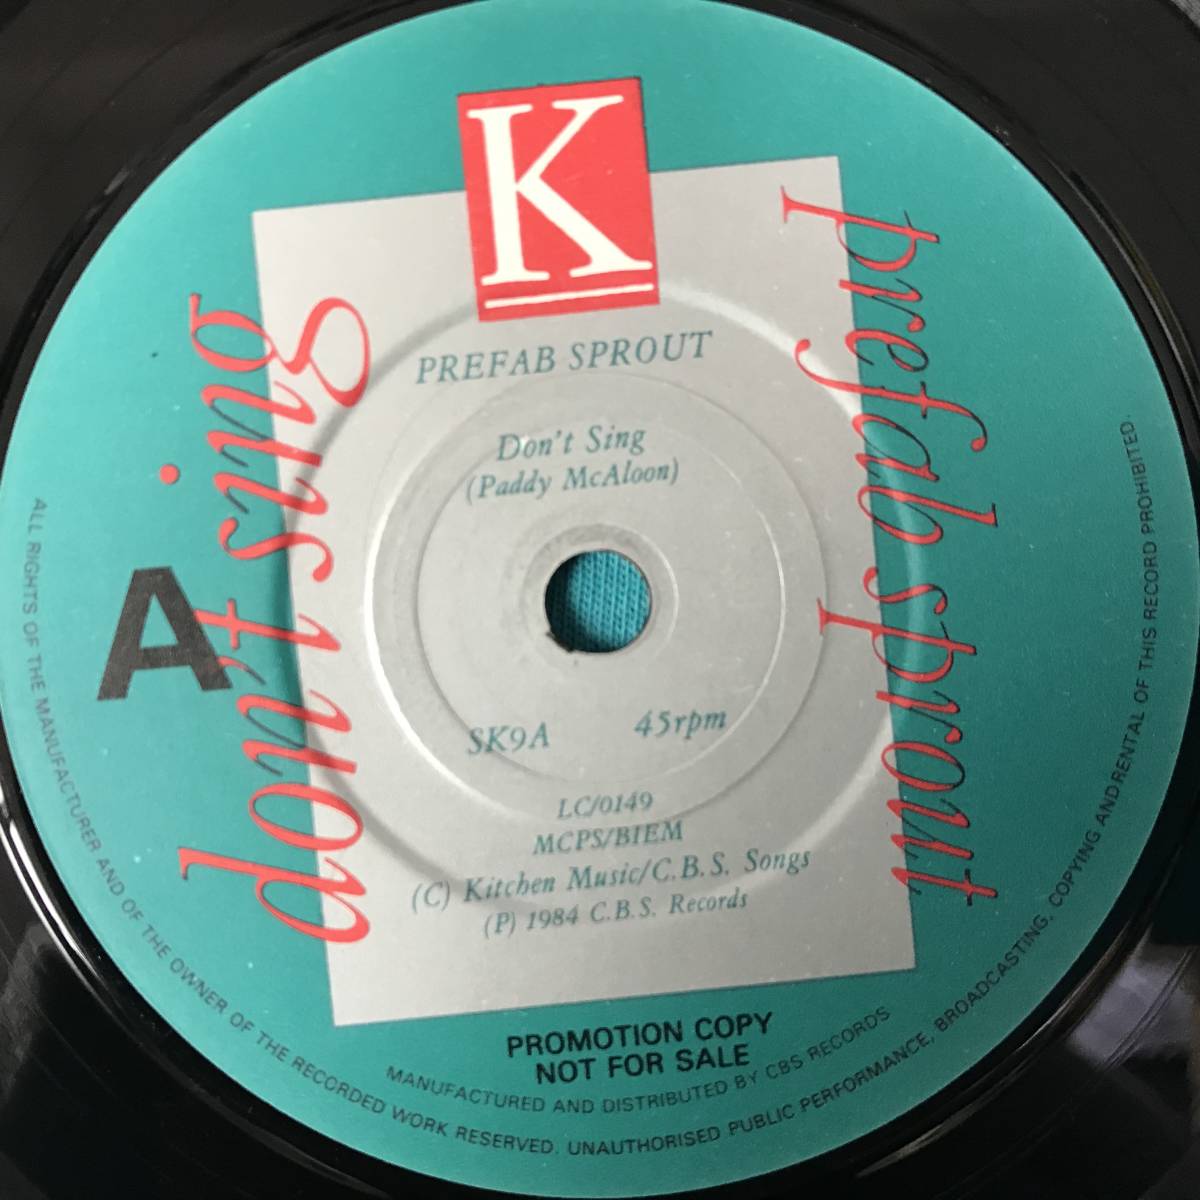 K
PREFAB SPROUT
Don't Sing
(Paddy McAloon)
don't sing
prefab sprout
A
SK9A 45rpm
LC/0149
MCPS/BIEM
(C) Kitchen Music/C.B.S. Songs
(P) 1984 C.B.S. Records
PROMOTION COPY
NOT FOR SALE
MANUFACTURED AND DISTRIBUTED BY CBS RECORDS
ALL RIGHTS OF THE MANUFACTURER AND OF THE OWNER OF THE RECORDED WORK RESERVED. UNAUTHORISED PUBLIC PERFORMANCE, BROADCASTING, COPYING AND RENTAL OF THIS RECORD PROHIBITED.